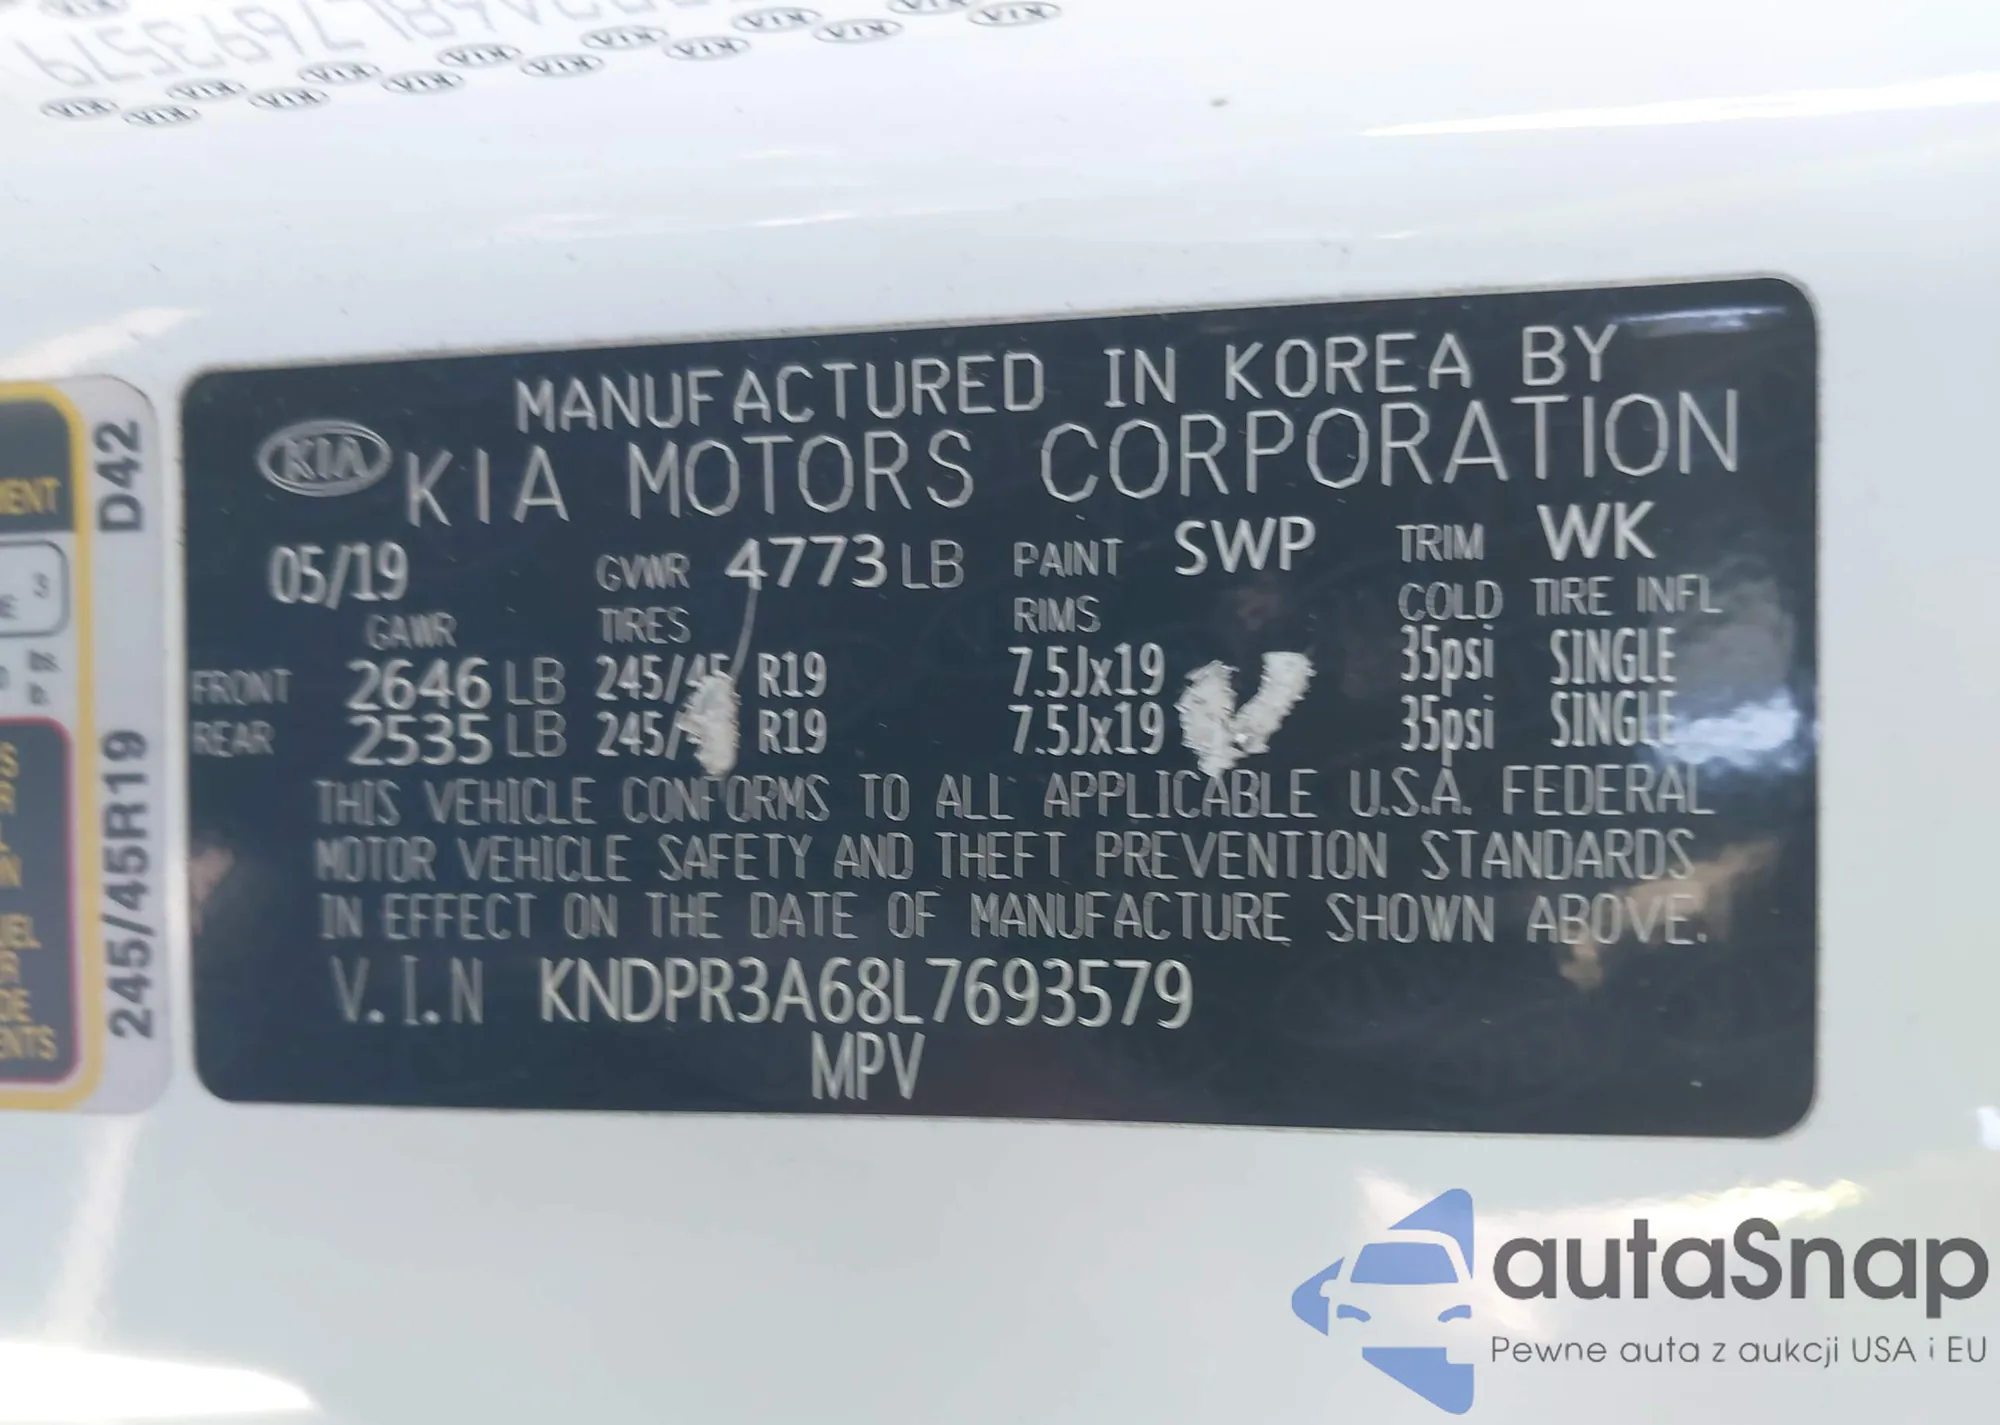 KIA
MANUFACTURED IN KOREA BY
KIA MOTORS CORPORATION
05/19 GVWR 4773 LB PAINT SWP TRIM WK
GAWR TIRES RIMS COLD TIRE INFL
FRONT 2646 LB 245/45 R19 7.5Jx19 35psi SINGLE
REAR 2535 LB 245/ R19 7.5Jx19 35psi SINGLE
THIS VEHICLE CONFORMS TO ALL APPLICABLE U.S.A. FEDERAL
MOTOR VEHICLE SAFETY AND THEFT PREVENTION STANDARDS
IN EFFECT ON THE DATE OF MANUFACTURE SHOWN ABOVE.
V.I.N KNDPR3A68L7693579
MPV
D42
245/45R19
autaSnap
Pewne auta z aukcji USA i EU